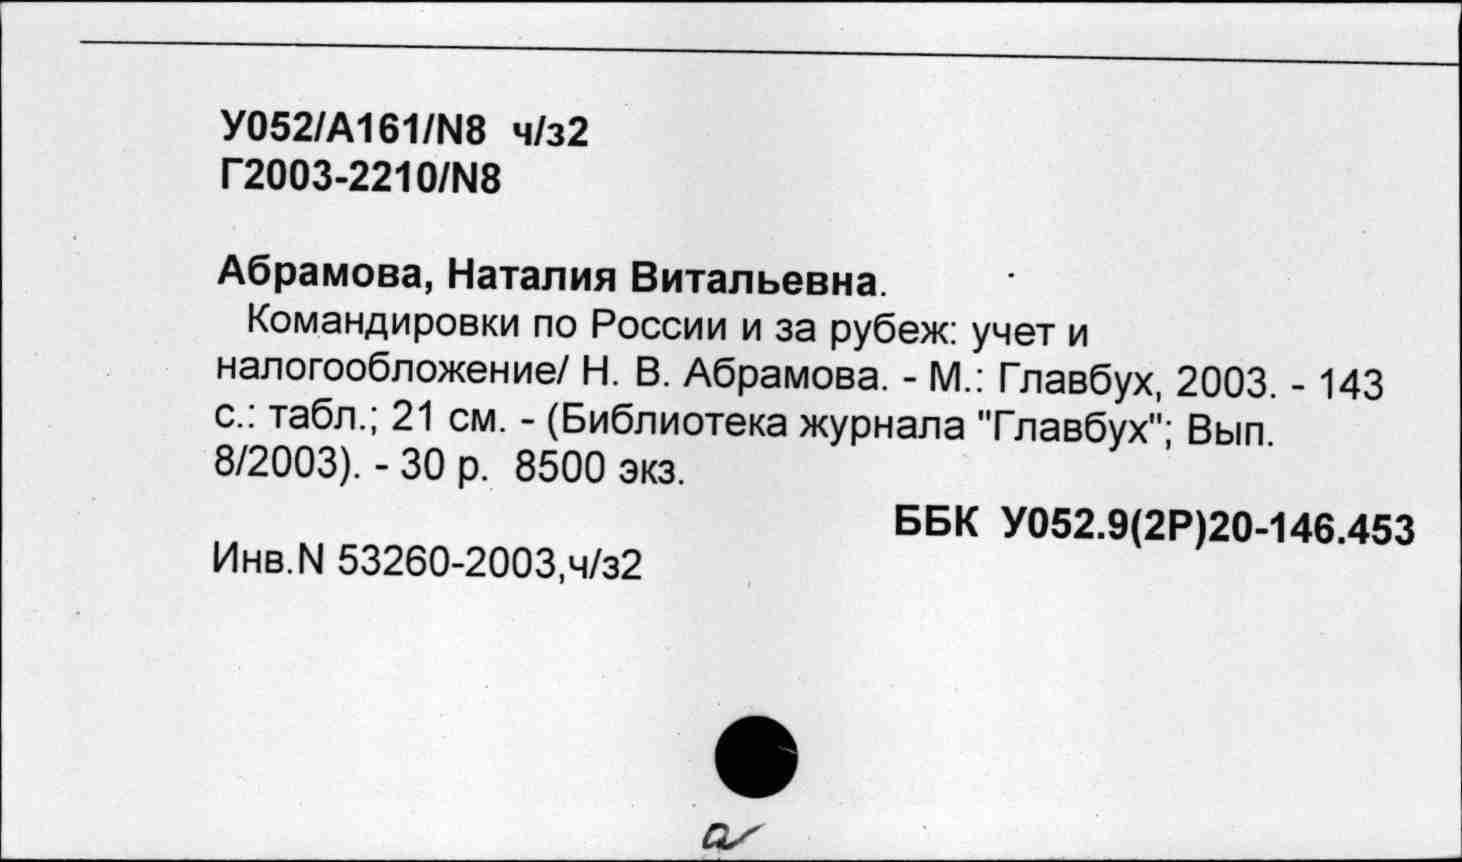 У052/А161/N8 ч/з2
Г2003-2210/N8
Абрамова, Наталия Витальевна.
Командировки по России и за рубеж: учет и
налогообложение/ Н. В. Абрамова. - М.: Главбух, 2003. - 143
с.: табл.; 21 см. - (Библиотека журнала "Главбух"; Вып.
8/2003). - 30 р. 8500 экз.
ББК У052.9(2Р)20-146.453
Инв.N 53260-2003,ч/з2